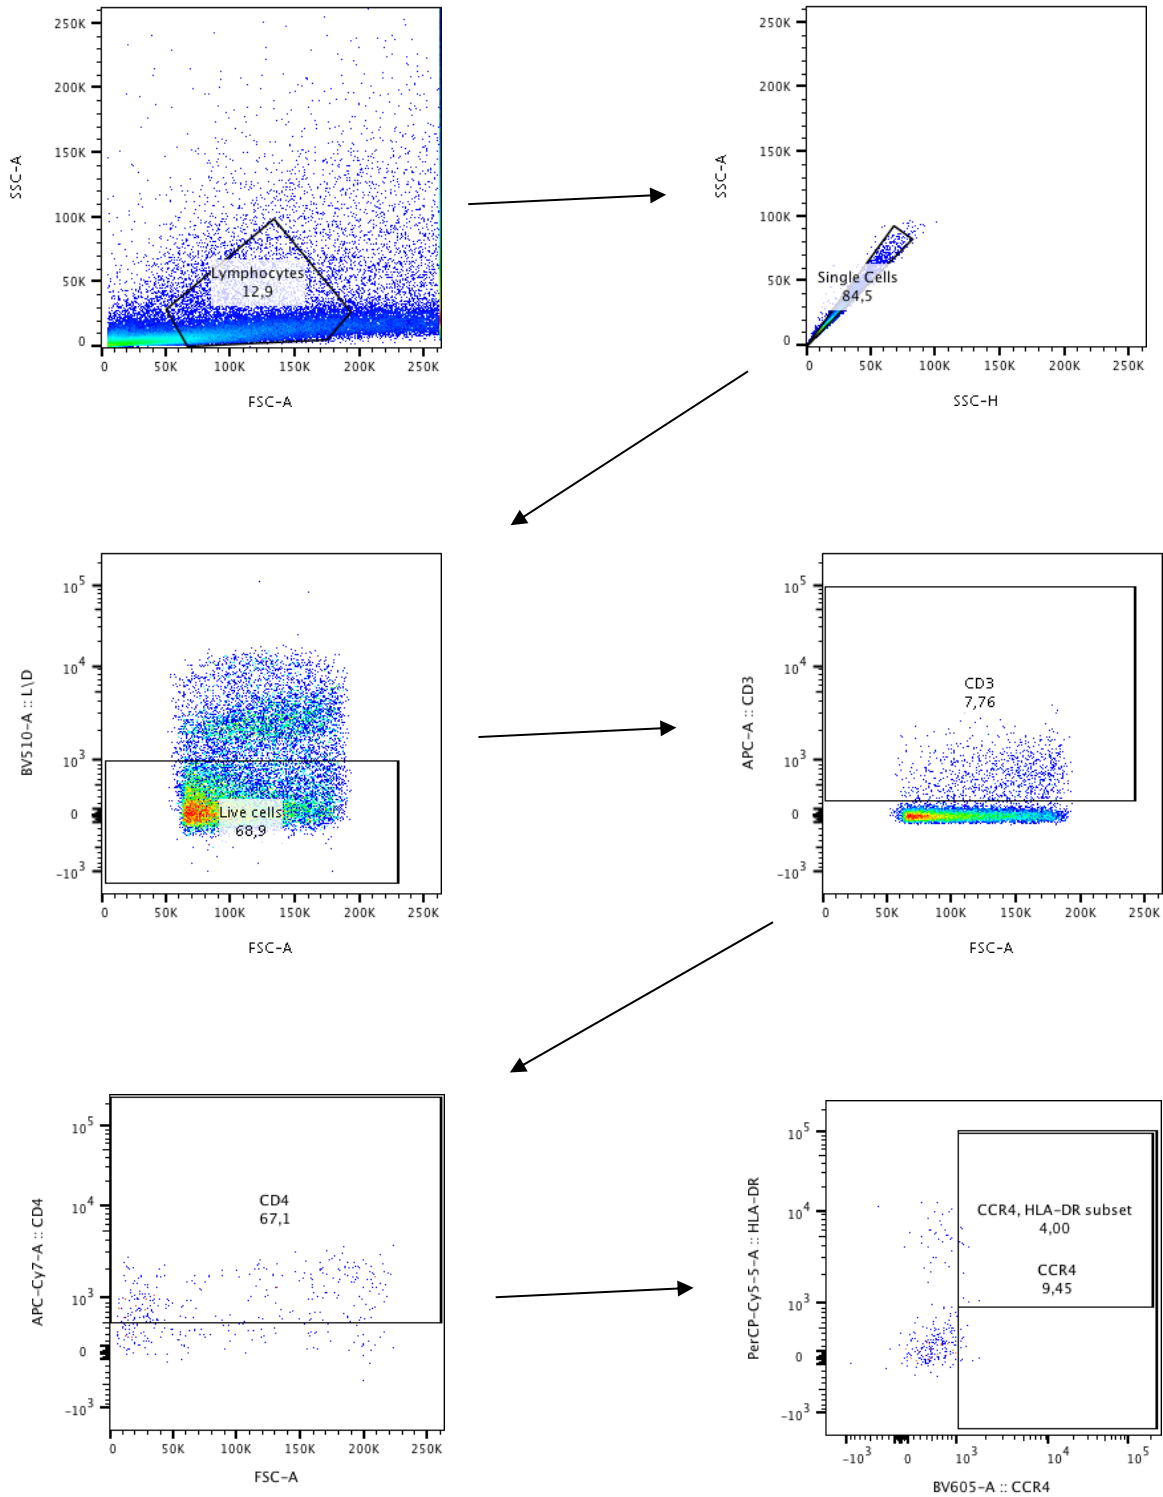 250K
200K
150K
100K
50K
0
SSC-A
Lymphocytes
12,9
0 50K 100K 150K 200K 250K
FSC-A
250K
200K
150K
100K
50K
0
SSC-A
Single Cells
84,5
0 50K 100K 150K 200K 250K
SSC-H
10^5
10^4
10^3
0
-10^3
BV510-A :: L\D
Live cells
68,9
0 50K 100K 150K 200K 250K
FSC-A
10^5
10^4
10^3
0
-10^3
APC-A :: CD3
CD3
7,76
0 50K 100K 150K 200K 250K
FSC-A
10^5
10^4
10^3
0
-10^3
APC-Cy7-A :: CD4
CD4
67,1
0 50K 100K 150K 200K 250K
FSC-A
10^5
10^4
10^3
0
-10^3
PerCP-Cy5-5-A :: HLA-DR
CCR4, HLA-DR subset
4,00
CCR4
9,45
-10^3 0 10^3 10^4 10^5
BV605-A :: CCR4